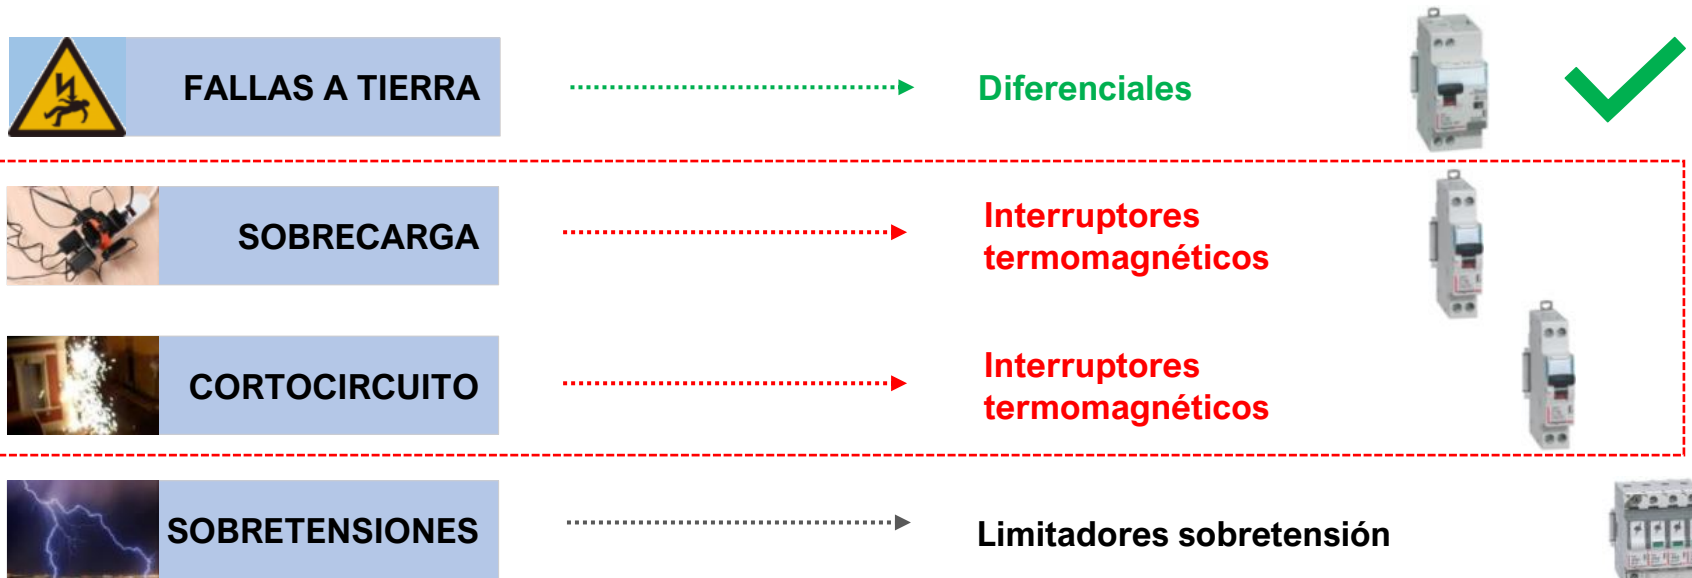 FALLAS A TIERRA
Diferenciales
SOBRECARGA
Interruptores
termomagnéticos
CORTOCIRCUITO
Interruptores
termomagnéticos
SOBRETENSIONES
Limitadores sobretensión